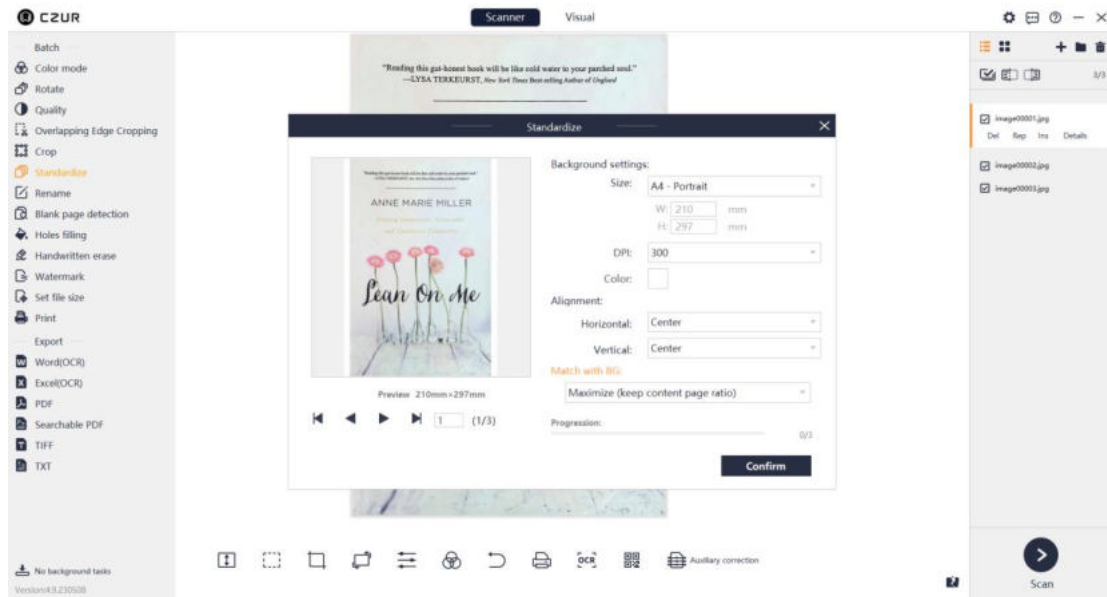 CZUR
Scanner
Visual
Batch
Color mode
Rotate
Quality
Overlapping Edge Cropping
Crop
Standardize
Rename
Blank page detection
Holes filling
Handwritten erase
Watermark
Set file size
Print
Export
Word(OCR)
Excel(OCR)
PDF
Searchable PDF
TIFF
TXT
No background tasks
Version:4.9.230508
"Reading this gut-honest book will be like cold water to your parched soul."
—LYSA TERKEURST, New York Times Best-selling Author of Unglued
Standardize
ANNE MARIE MILLER
Lean On Me
Preview 210mm×297mm
1 (1/3)
Background settings:
Size: A4 - Portrait
W: 210 mm
H: 297 mm
DPI: 300
Color:
Alignment:
Horizontal: Center
Vertical: Center
Match with BG:
Maximize (keep content page ratio)
Progression:
0/3
Confirm
OCR
Auxiliary correction
3/3
image00001.jpg
Del Rep Ins Details
image00002.jpg
image00003.jpg
Scan